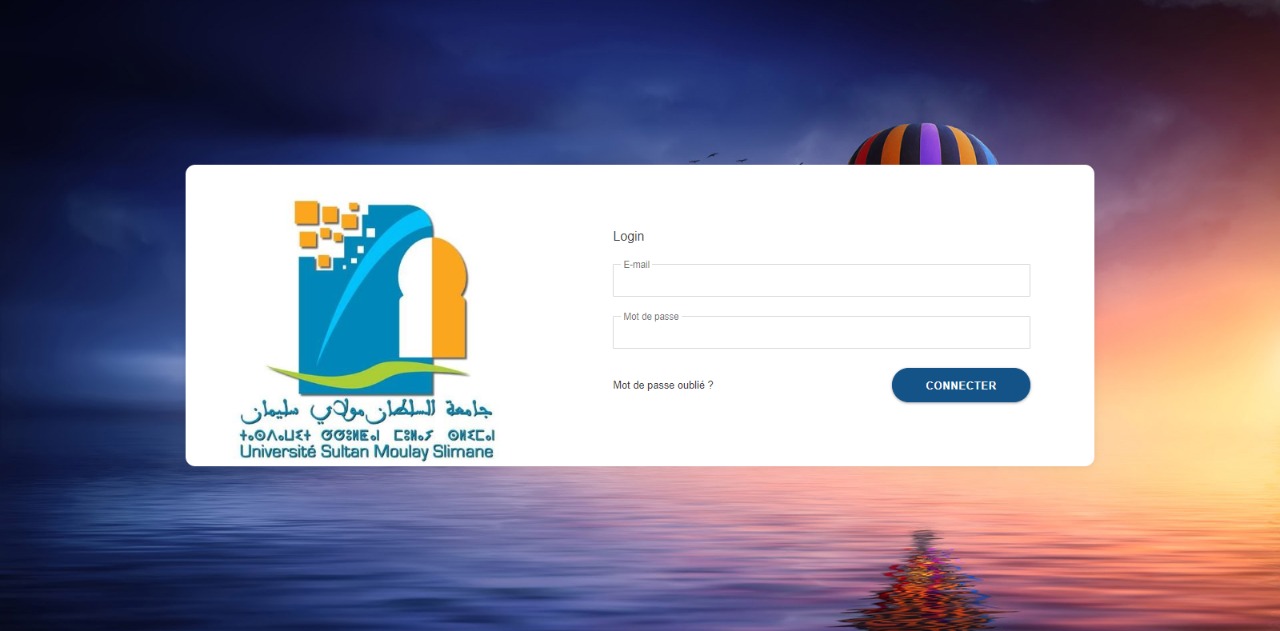 جامعة السلطان مولاي سليمان
ⵜⴰⵙⴷⴰⵡⵉⵜ ⵚⵚⵓⵍⵟⴰⵏ ⵎⵓⵍⴰⵢ ⵙⵍⵉⵎⴰⵏ
Université Sultan Moulay Slimane
Login
E-mail
Mot de passe
Mot de passe oublié ?
CONNECTER